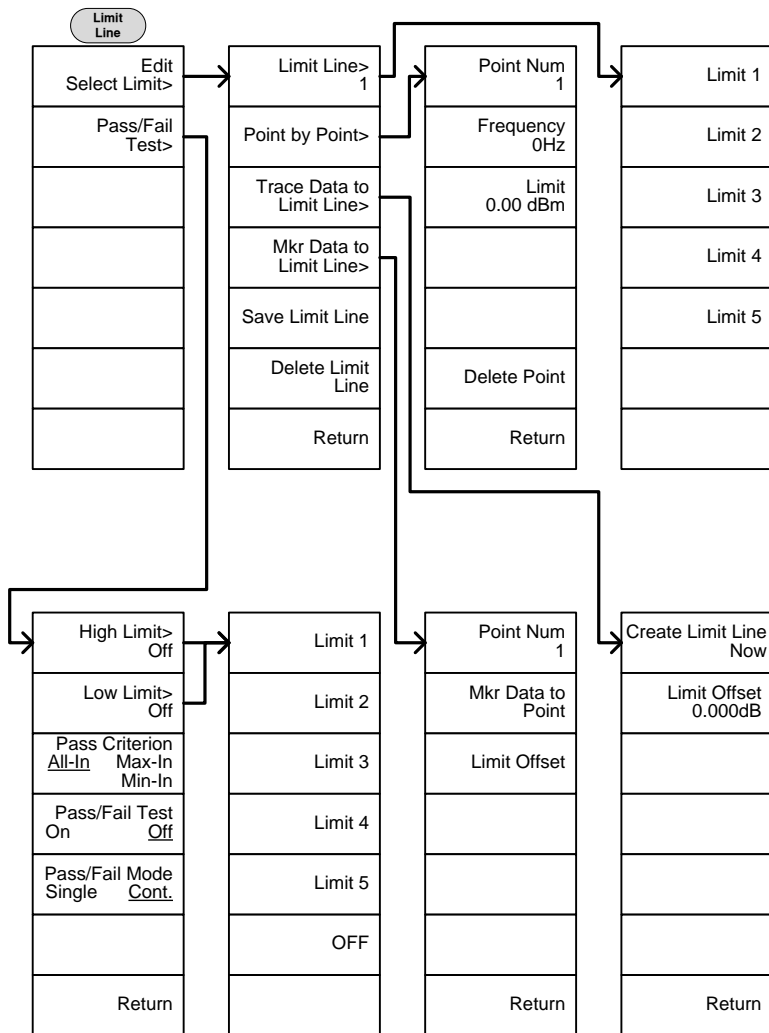 Limit
Line
Edit
Select Limit>
Pass/Fail
Test>
Limit Line>
1
Point by Point>
Trace Data to
Limit Line>
Mkr Data to
Limit Line>
Save Limit Line
Delete Limit
Line
Return
Point Num
1
Frequency
0Hz
Limit
0.00 dBm
Delete Point
Return
Limit 1
Limit 2
Limit 3
Limit 4
Limit 5
High Limit>
Off
Low Limit>
Off
Pass Criterion
All-In Max-In
Min-In
Pass/Fail Test
On Off
Pass/Fail Mode
Single Cont.
Return
Limit 1
Limit 2
Limit 3
Limit 4
Limit 5
OFF
Point Num
1
Mkr Data to
Point
Limit Offset
Return
Create Limit Line
Now
Limit Offset
0.000dB
Return